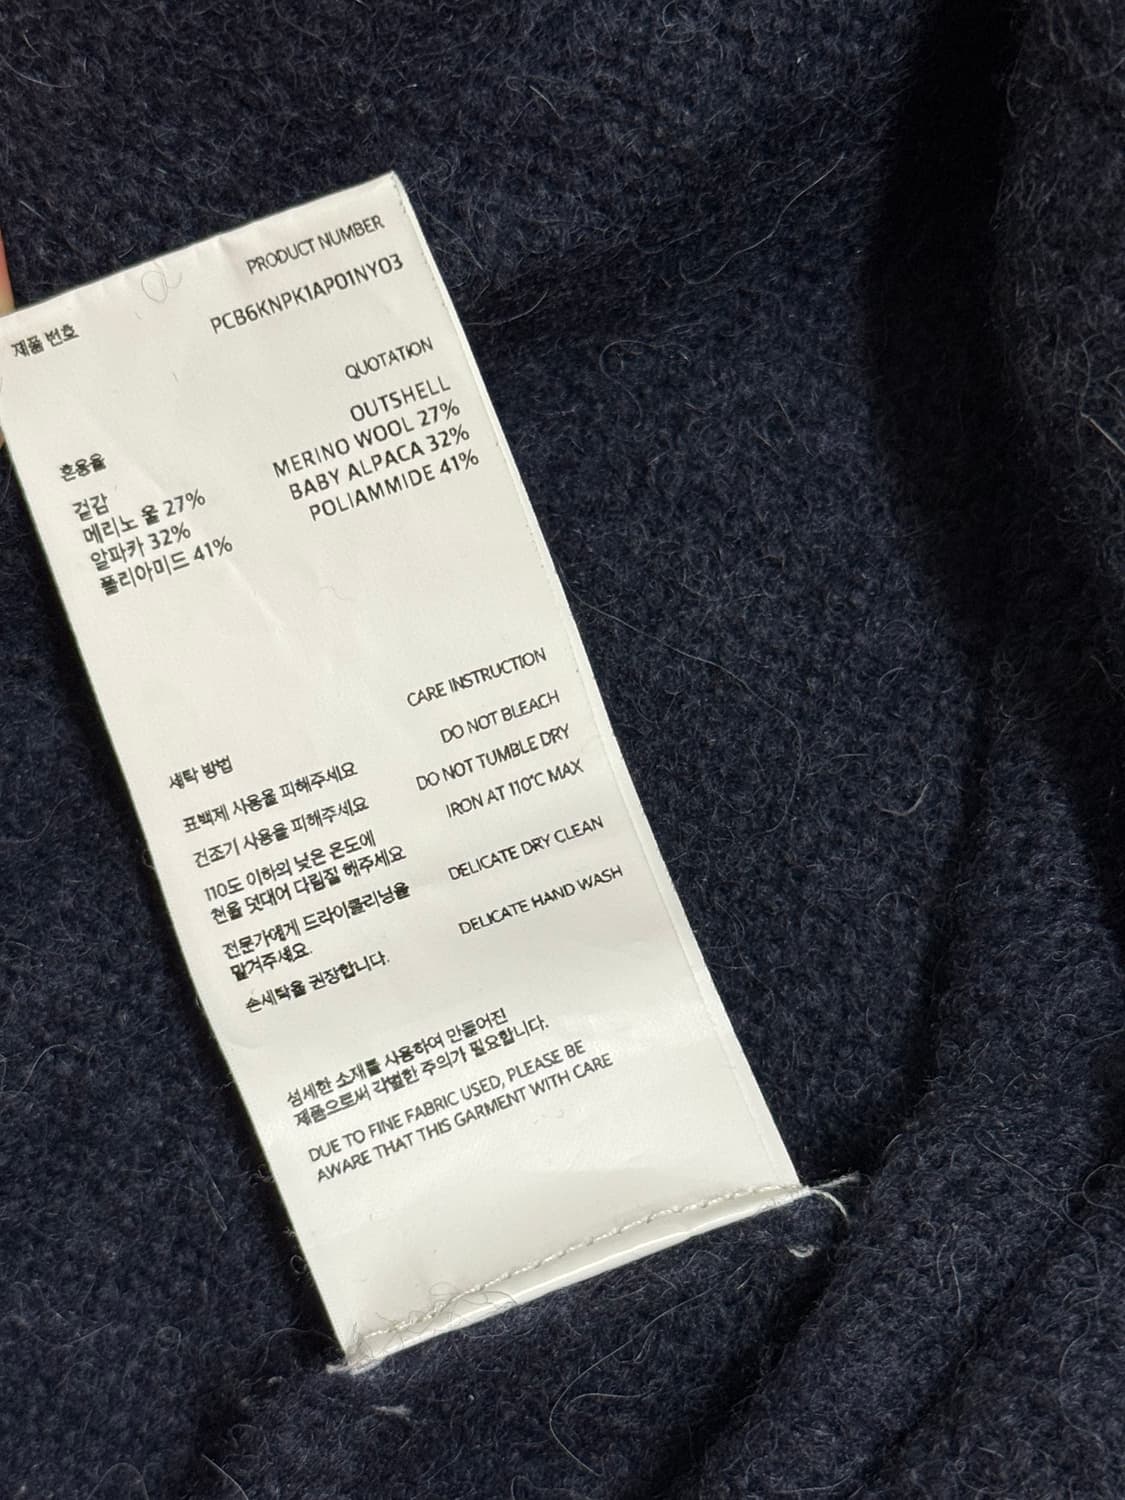 PRODUCT NUMBER
제품 번호
PCB6KNPK1AP01NY03
QUOTATION
혼용율
OUTSHELL
MERINO WOOL 27%
BABY ALPACA 32%
POLIAMMIDE 41%
겉감
메리노 울 27%
알파카 32%
폴리아미드 41%
CARE INSTRUCTION
세탁 방법
DO NOT BLEACH
표백제 사용을 피해주세요
DO NOT TUMBLE DRY
건조기 사용을 피해주세요
IRON AT 110℃ MAX
110도 이하의 낮은 온도에
천을 덧대어 다림질 해주세요
DELICATE DRY CLEAN
전문가에게 드라이클리닝을
맡겨주세요.
DELICATE HAND WASH
손세탁을 권장합니다.
섬세한 소재를 사용하여 만들어진
제품으로써 각별한 주의가 필요합니다.
DUE TO FINE FABRIC USED, PLEASE BE
AWARE THAT THIS GARMENT WITH CARE